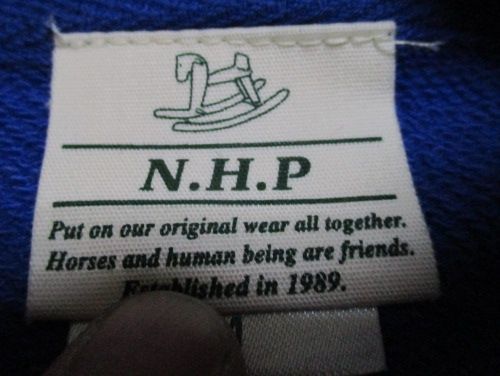 N.H.P
Put on our original wear all together.
Horses and human being are friends.
Established in 1989.